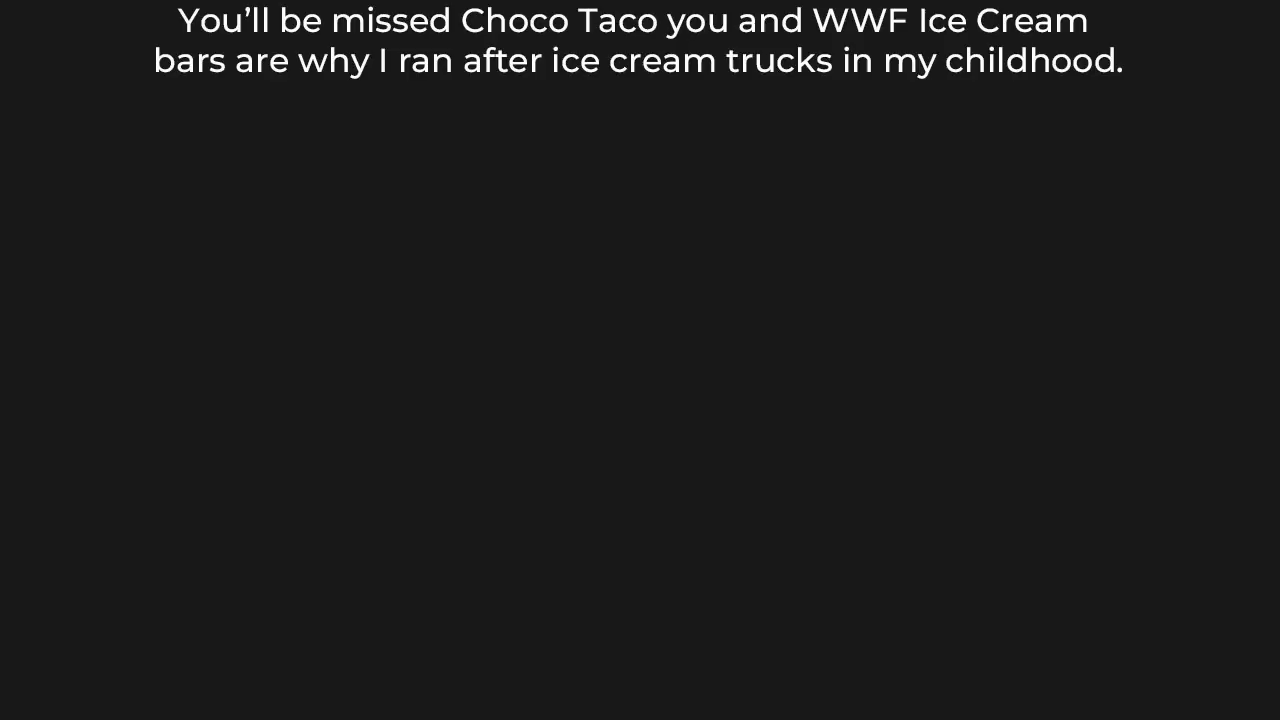 You’ll be missed Choco Taco you and WWF Ice Cream
bars are why I ran after ice cream trucks in my childhood.